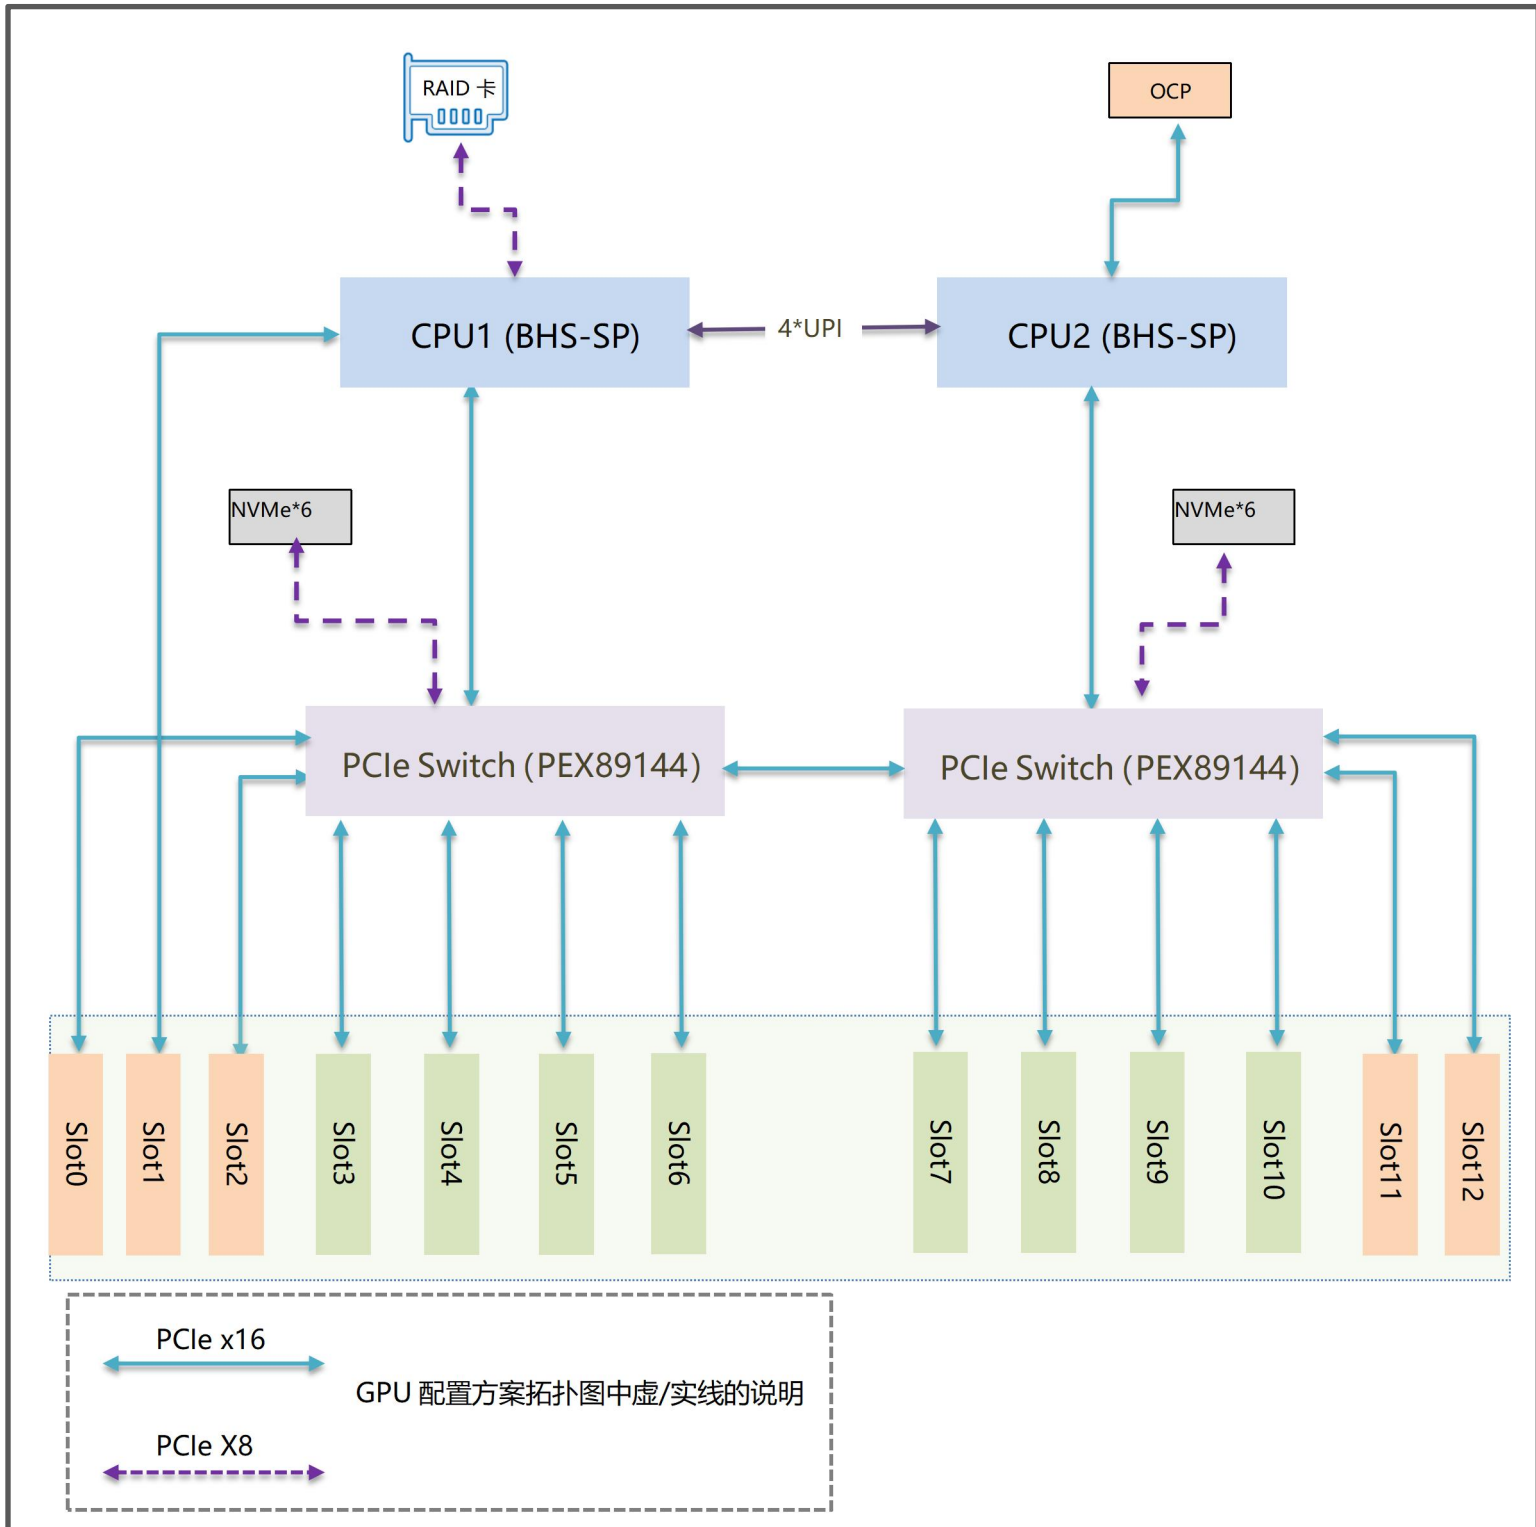 RAID 卡
OCP
CPU1 (BHS-SP)
4*UPI
CPU2 (BHS-SP)
NVMe*6
NVMe*6
PCIe Switch (PEX89144）
PCIe Switch (PEX89144）
Slot0
Slot1
Slot2
Slot3
Slot4
Slot5
Slot6
Slot7
Slot8
Slot9
Slot10
Slot11
Slot12
PCIe x16
GPU 配置方案拓扑图中虚/实线的说明
PCIe X8